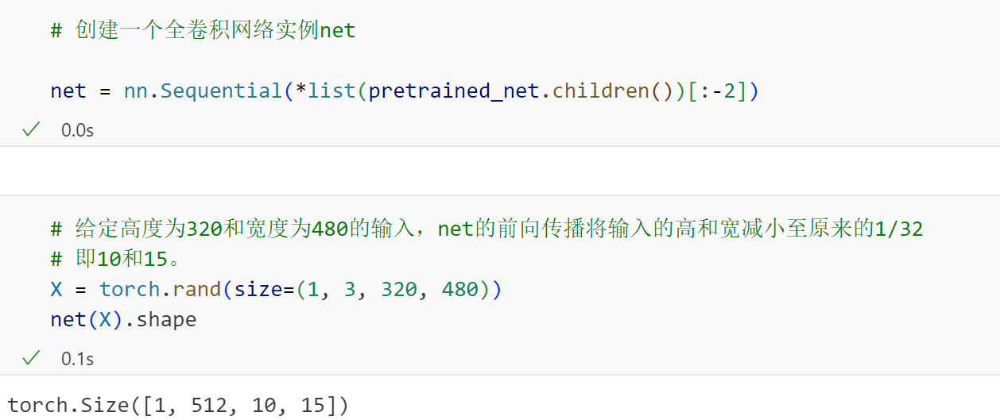 # 创建一个全卷积网络实例net
net = nn.Sequential(*list(pretrained_net.children())[:-2])
✓ 0.0s
# 给定高度为320和宽度为480的输入，net的前向传播将输入的高和宽减小至原来的1/32
# 即10和15。
X = torch.rand(size=(1, 3, 320, 480))
net(X).shape
✓ 0.1s
torch.Size([1, 512, 10, 15])